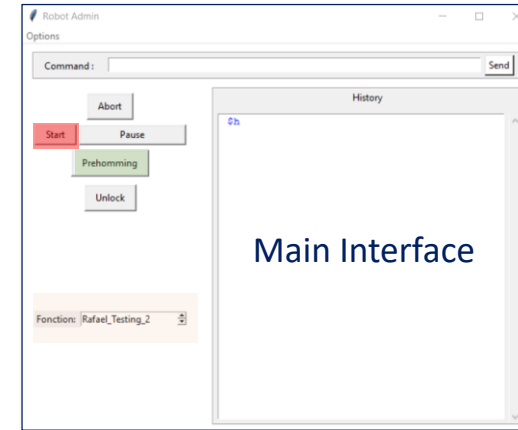 Robot Admin
Options
Command :
Send
Abort
Start
Pause
Prehomming
Unlock
Fonction: Rafael_Testing_2
History
$h
Main Interface